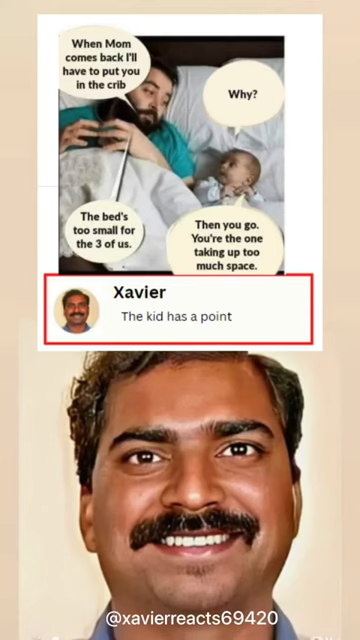 When Mom
comes back I'll
have to put you
in the crib
Why?
The bed's
too small for
the 3 of us.
Then you go.
You're the one
taking up too
much space.
Xavier
The kid has a point
@xavierreacts69420